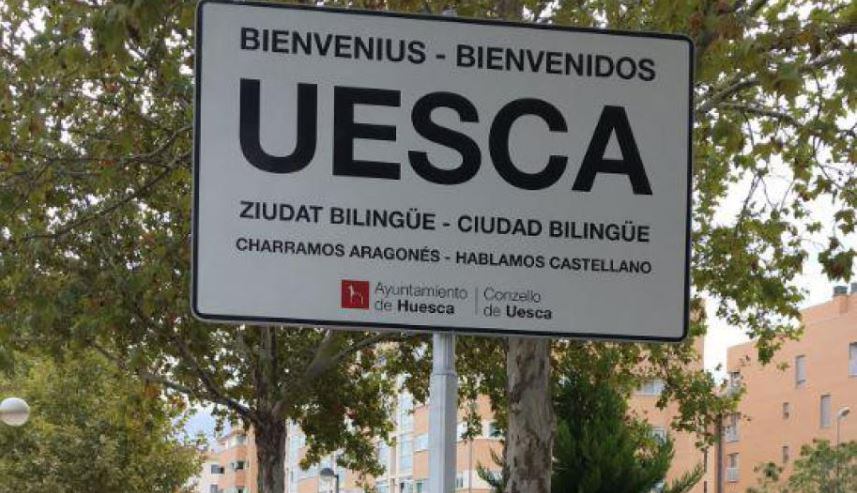 BIENVENIUS - BIENVENIDOS
UESCA
ZIUDAT BILINGÜE - CIUDAD BILINGÜE
CHARRAMOS ARAGONÉS - HABLAMOS CASTELLANO
Ayuntamiento de Huesca
Conzello de Uesca